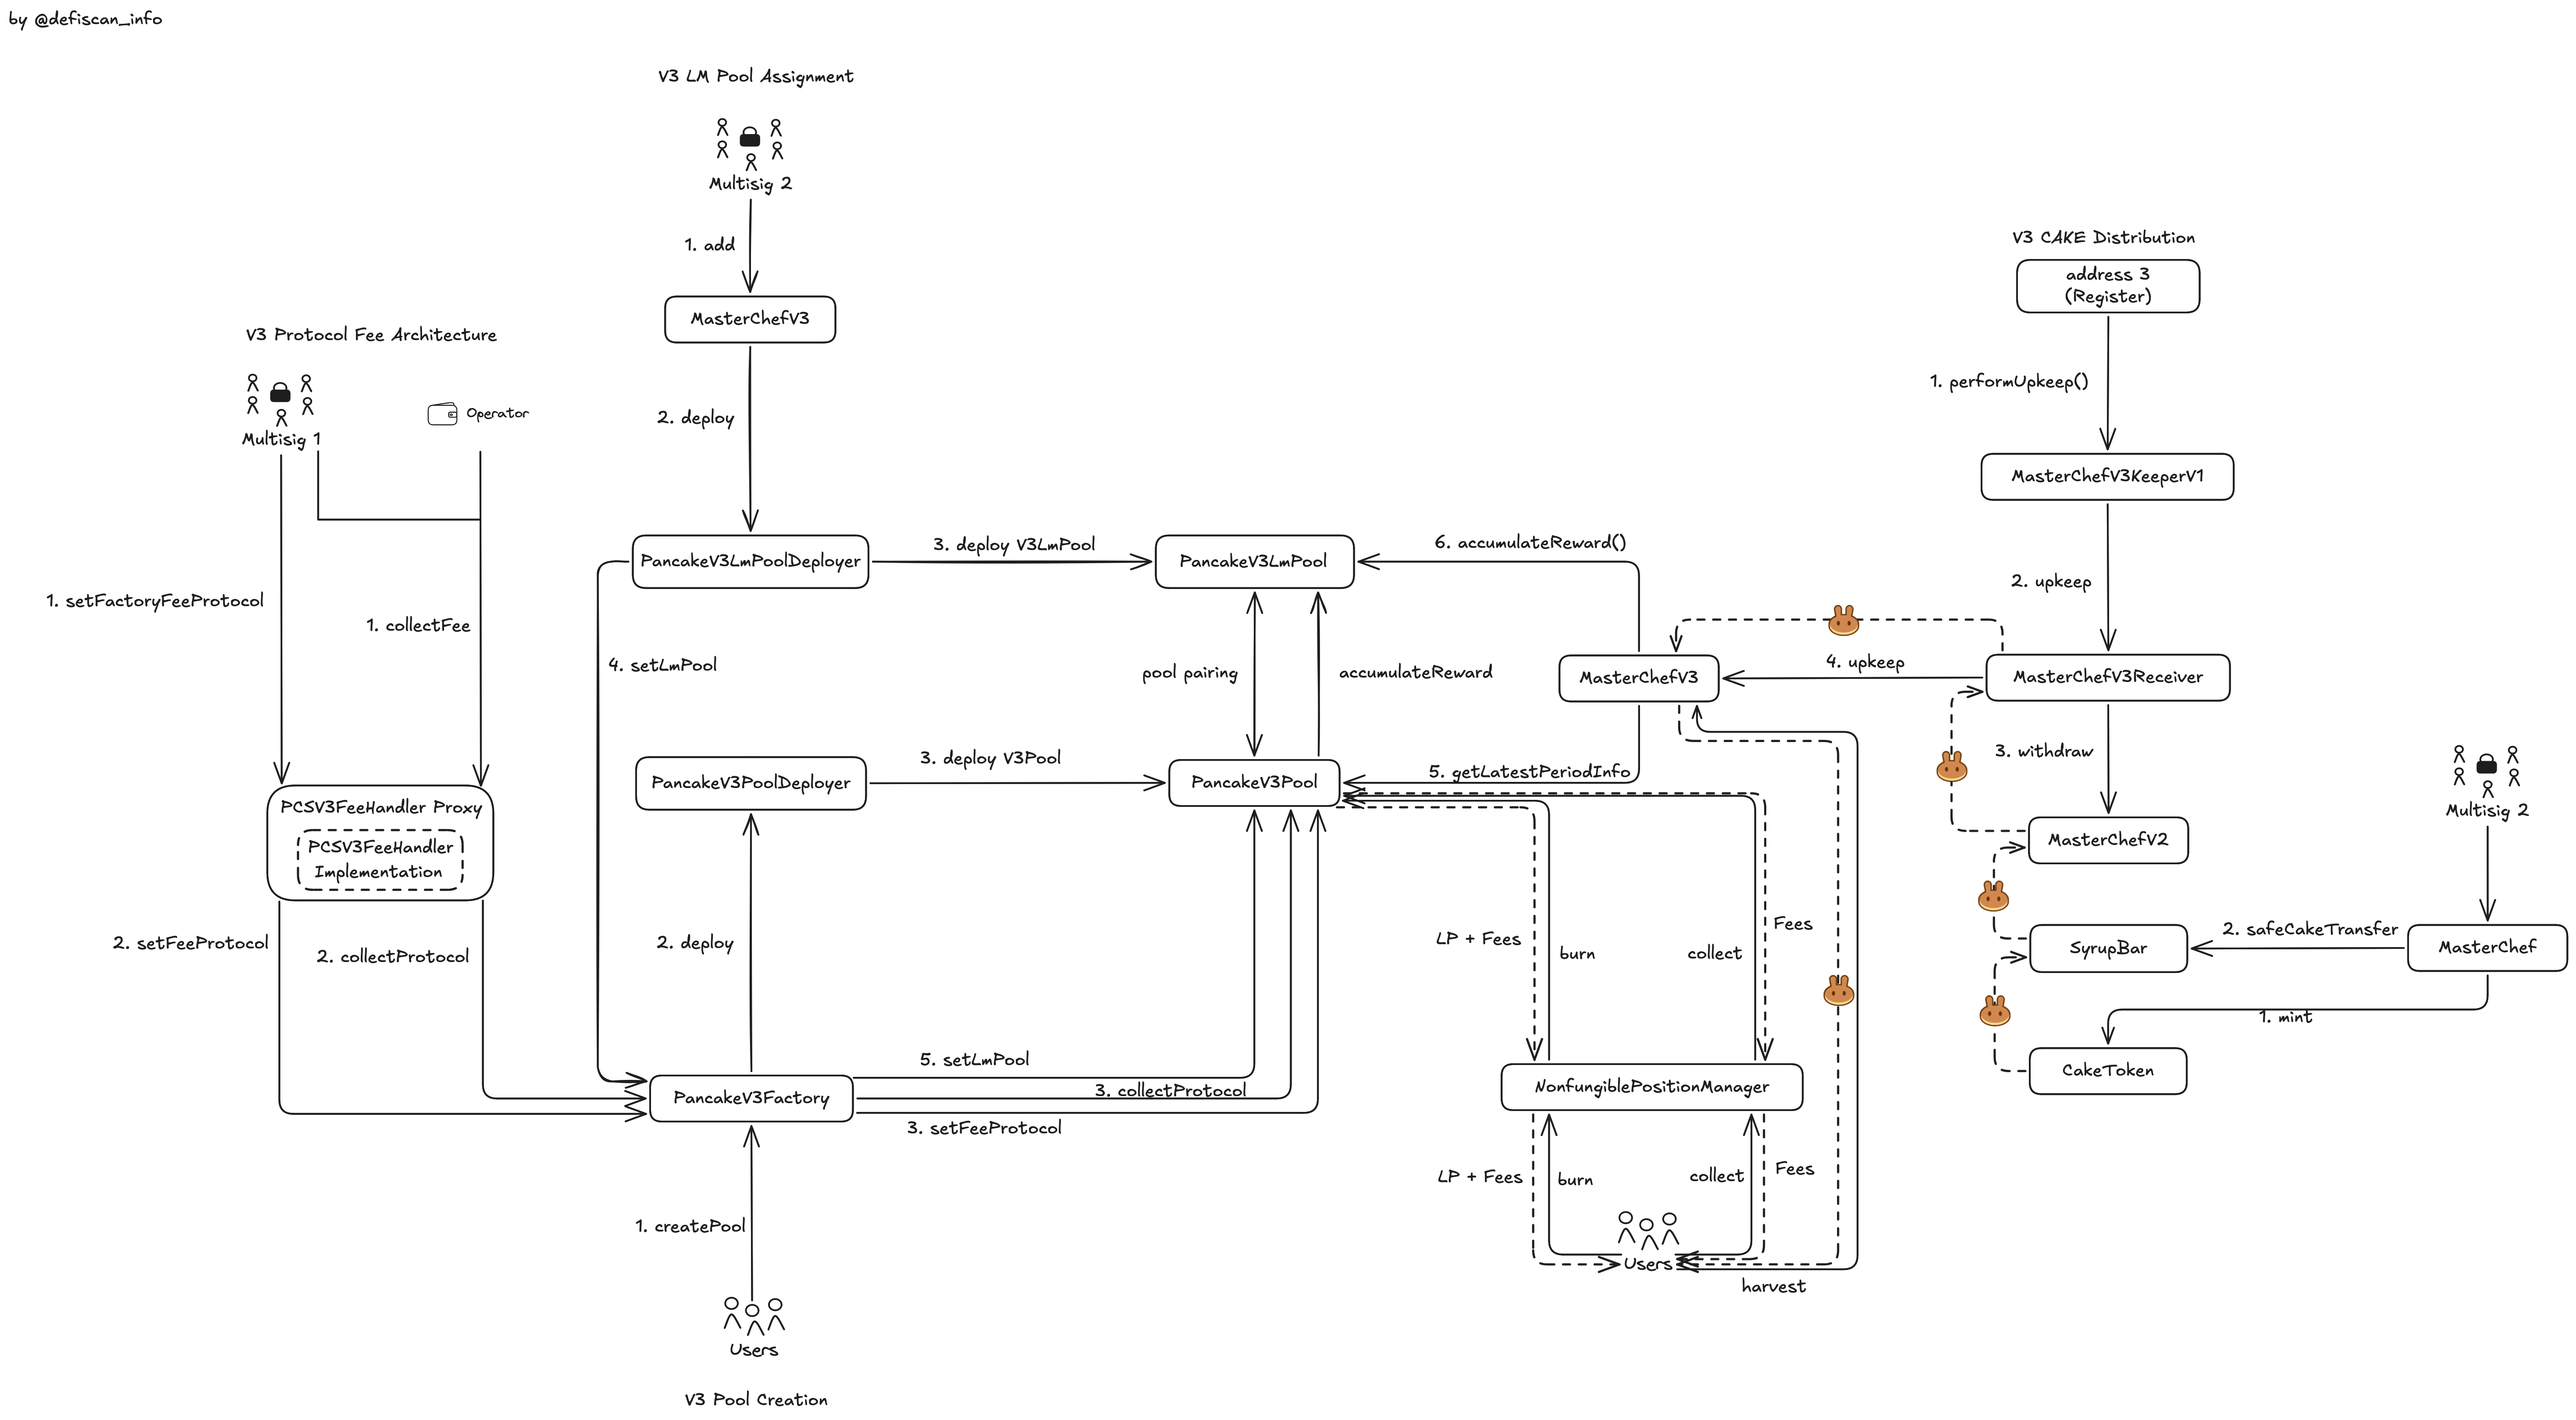 by @defiscan_info
V3 LM Pool Assignment
Multisig 2
1. add
MasterChefV3
2. deploy
V3 Protocol Fee Architecture
Multisig 1
Operator
1. setFactoryFeeProtocol
1. collectFee
PCSV3FeeHandler Proxy
PCSV3FeeHandler
Implementation
2. setFeeProtocol
2. collectProtocol
PancakeV3LmPoolDeployer
3. deploy V3LmPool
PancakeV3LmPool
4. setLmPool
pool pairing
accumulateReward
PancakeV3PoolDeployer
3. deploy V3Pool
PancakeV3Pool
2. deploy
5. setLmPool
3. collectProtocol
3. setFeeProtocol
PancakeV3Factory
1. createPool
Users
V3 Pool Creation
6. accumulateReward()
MasterChefV3
4. upkeep
5. getLatestPeriodInfo
LP + Fees
burn
collect
Fees
NonfungiblePositionManager
LP + Fees
burn
collect
Fees
Users
harvest
V3 CAKE Distribution
address 3
(Register)
1. performUpkeep()
MasterChefV3KeeperV1
2. upkeep
MasterChefV3Receiver
3. withdraw
MasterChefV2
Multisig 2
SyrupBar
2. safeCakeTransfer
MasterChef
1. mint
CakeToken